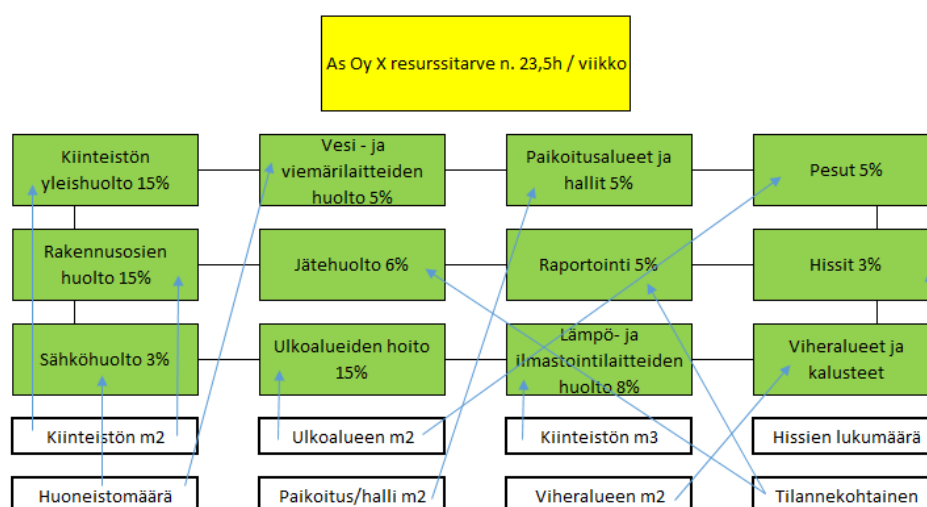 As Oy X resurssitarve n. 23,5h / viikko
Kiinteistön
yleishuolto 15%
Vesi - ja
viemärilaitteiden
huolto 5%
Paikoitusalueet ja
hallit 5%
Pesut 5%
Rakennusosien
huolto 15%
Jätehuolto 6%
Raportointi 5%
Hissit 3%
Sähköhuolto 3%
Ulkoalueiden hoito
15%
Lämpö- ja
ilmastointilaitteiden
huolto 8%
Viheralueet ja
kalusteet
Kiinteistön m2
Ulkoalueen m2
Kiinteistön m3
Hissien lukumäärä
Huoneistomäärä
Paikoitus/halli m2
Viheralueen m2
Tilannekohtainen